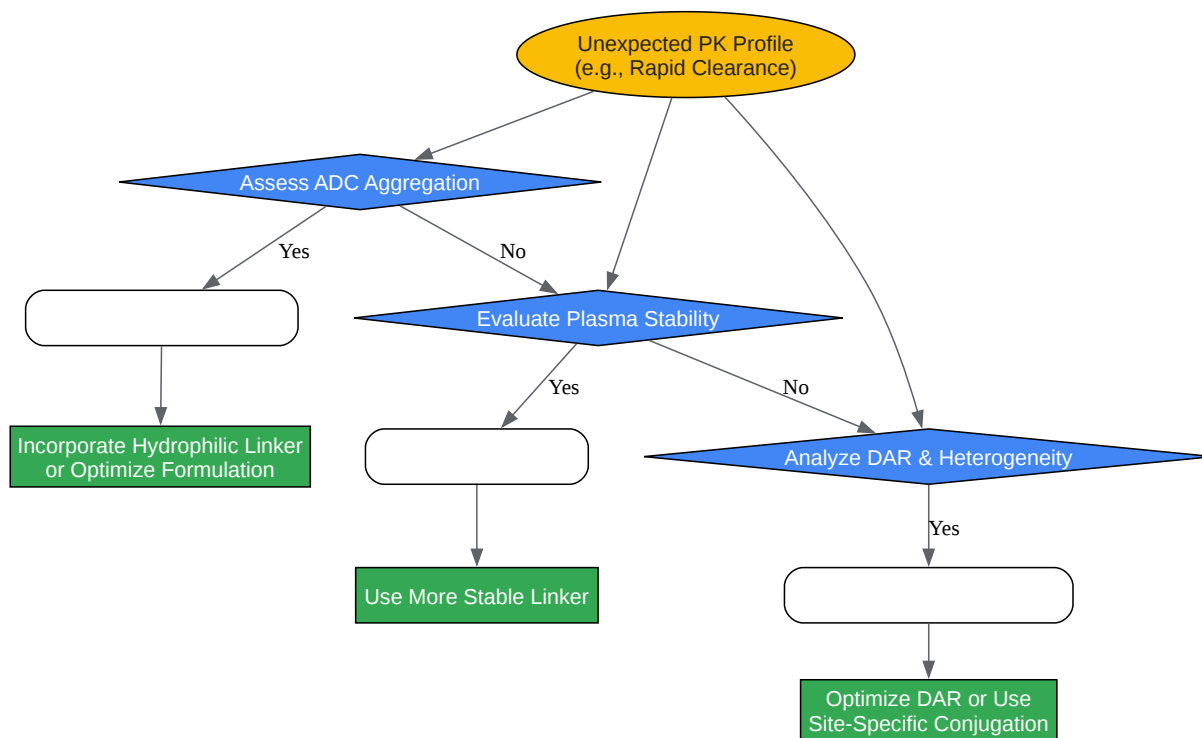 Unexpected PK Profile
(e.g., Rapid Clearance)
Assess ADC Aggregation
Yes
No
Evaluate Plasma Stability
Yes
No
Incorporate Hydrophilic Linker
or Optimize Formulation
Analyze DAR & Heterogeneity
Yes
Use More Stable Linker
Optimize DAR or Use
Site-Specific Conjugation